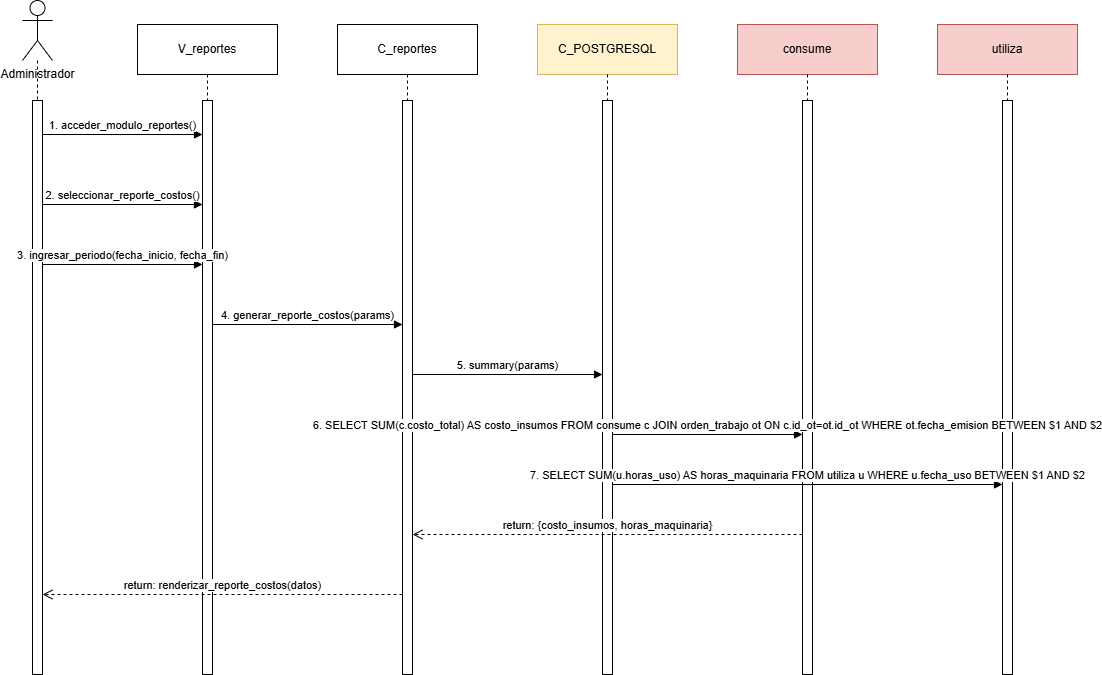 Administrador
V_reportes
C_reportes
C_POSTGRESQL
consume
utiliza
1. acceder_modulo_reportes()
2. seleccionar_reporte_costos()
3. ingresar_periodo(fecha_inicio, fecha_fin)
4. generar_reporte_costos(params)
5. summary(params)
6. SELECT SUM(c.costo_total) AS costo_insumos FROM consume c JOIN orden_trabajo ot ON c.id_ot=ot.id_ot WHERE ot.fecha_emision BETWEEN $1 AND $2
7. SELECT SUM(u.horas_uso) AS horas_maquinaria FROM utiliza u WHERE u.fecha_uso BETWEEN $1 AND $2
return: {costo_insumos, horas_maquinaria}
return: renderizar_reporte_costos(datos)